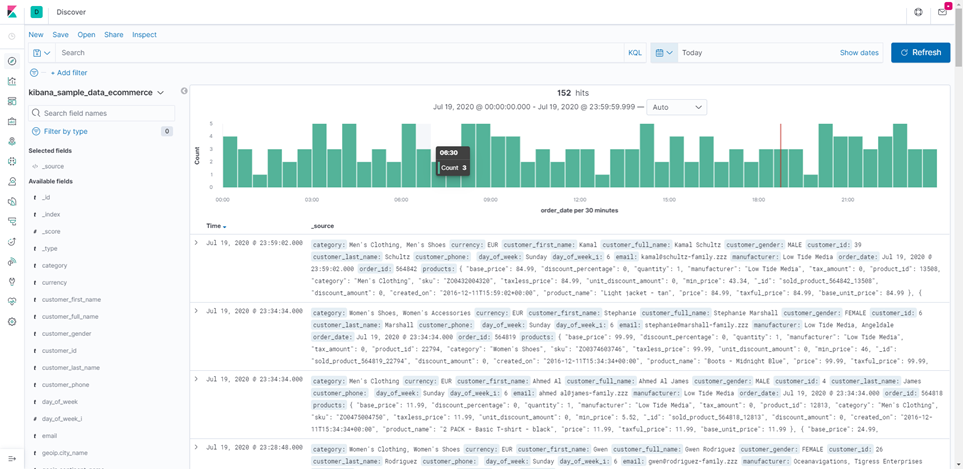 D Discover
New Save Open Share Inspect
Search KQL Today Show dates Refresh
+ Add filter
kibana_sample_data_ecommerce
Search field names
Filter by type 0
Selected fields
_source
Available fields
t _id
t _index
# _score
t _type
t category
t currency
t customer_first_name
t customer_full_name
t customer_gender
t customer_id
t customer_last_name
t customer_phone
t day_of_week
# day_of_week_i
t email
t geoip.city_name
152 hits
Jul 19, 2020 @ 00:00:00.000 - Jul 19, 2020 @ 23:59:59.999 — Auto
Count
5
4
3
2
1
0
06:30
Count 3
00:00 03:00 06:00 09:00 12:00 15:00 18:00 21:00
order_date per 30 minutes
Time _source
Jul 19, 2020 @ 23:59:02.000 category: Men's Clothing, Men's Shoes currency: EUR customer_first_name: Kamal customer_full_name: Kamal Schultz customer_gender: MALE customer_id: 39
customer_last_name: Schultz customer_phone: day_of_week: Sunday day_of_week_i: 6 email: kamal@schultz-family.zzz manufacturer: Low Tide Media order_date: Jul 19, 2020 @
23:59:02.000 order_id: 564842 products: { "base_price": 84.99, "discount_percentage": 0, "quantity": 1, "manufacturer": "Low Tide Media", "tax_amount": 0, "product_id": 13508,
"category": "Men's Clothing", "sku": "ZO0432004320", "taxless_price": 84.99, "unit_discount_amount": 0, "min_price": 43.34, "_id": "sold_product_564842_13508",
"discount_amount": 0, "created_on": "2016-12-11T15:59:02+00:00", "product_name": "Light jacket - tan", "price": 84.99, "taxful_price": 84.99, "base_unit_price": 84.99 }, {
Jul 19, 2020 @ 23:34:34.000 category: Women's Shoes, Women's Accessories currency: EUR customer_first_name: Stephanie customer_full_name: Stephanie Marshall customer_gender: FEMALE customer_id: 6
customer_last_name: Marshall customer_phone: day_of_week: Sunday day_of_week_i: 6 email: stephanie@marshall-family.zzz manufacturer: Low Tide Media, Angeldale
order_date: Jul 19, 2020 @ 23:34:34.000 order_id: 564819 products: { "base_price": 99.99, "discount_percentage": 0, "quantity": 1, "manufacturer": "Low Tide Media",
"tax_amount": 0, "product_id": 22794, "category": "Women's Shoes", "sku": "ZO0374603746", "taxless_price": 99.99, "unit_discount_amount": 0, "min_price": 46, "_id":
"sold_product_564819_22794", "discount_amount": 0, "created_on": "2016-12-11T15:34:34+00:00", "product_name": "Boots - Midnight Blue", "price": 99.99, "taxful_price": 99.99,
Jul 19, 2020 @ 23:34:34.000 category: Men's Clothing currency: EUR customer_first_name: Ahmed Al customer_full_name: Ahmed Al James customer_gender: MALE customer_id: 4 customer_last_name: James
customer_phone: day_of_week: Sunday day_of_week_i: 6 email: ahmed al@james-family.zzz manufacturer: Low Tide Media order_date: Jul 19, 2020 @ 23:34:34.000 order_id: 564818
products: { "base_price": 11.99, "discount_percentage": 0, "quantity": 1, "manufacturer": "Low Tide Media", "tax_amount": 0, "product_id": 12813, "category": "Men's Clothing",
"sku": "ZO0475004750", "taxless_price": 11.99, "unit_discount_amount": 0, "min_price": 5.52, "_id": "sold_product_564818_12813", "discount_amount": 0, "created_on": "2016-12-
11T15:34:34+00:00", "product_name": "2 PACK - Basic T-shirt - black", "price": 11.99, "taxful_price": 11.99, "base_unit_price": 11.99 }, { "base_price": 24.99,
Jul 19, 2020 @ 23:28:48.000 category: Women's Clothing, Women's Shoes currency: EUR customer_first_name: Gwen customer_full_name: Gwen Rodriguez customer_gender: FEMALE customer_id: 26
customer_last_name: Rodriguez customer_phone: day_of_week: Sunday day_of_week_i: 6 email: gwen@rodriguez-family.zzz manufacturer: Oceanavigations, Tigress Enterprises